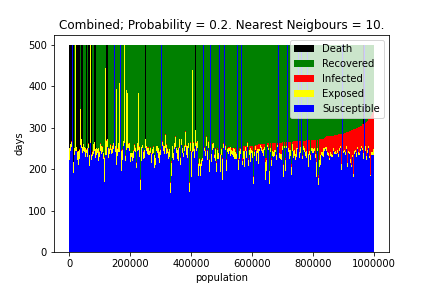 Combined; Probability = 0.2. Nearest Neigbours = 10.
500
400
300
200
100
0
days
Death
Recovered
Infected
Exposed
Susceptible
0 200000 400000 600000 800000 1000000
population